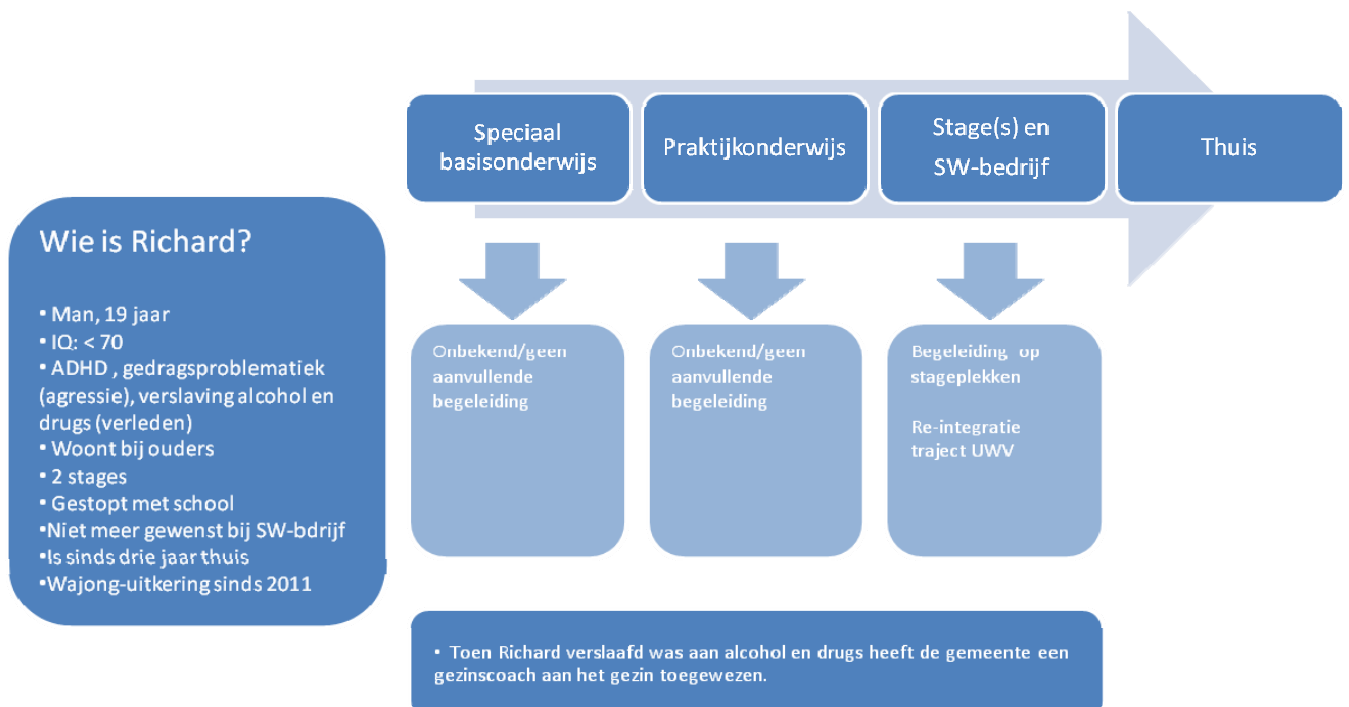 Speciaal
basisonderwijs
Praktijkonderwijs
Stage(s) en
SW-bedrijf
Thuis
Wie is Richard?
• Man, 19 jaar
• IQ: < 70
• ADHD , gedragsproblematiek
(agressie), verslaving alcohol en
drugs (verleden)
• Woont bij ouders
• 2 stages
• Gestopt met school
•Niet meer gewenst bij SW-bdrijf
•Is sinds drie jaar thuis
•Wajong-uitkering sinds 2011
Onbekend/geen
aanvullende
begeleiding
Onbekend/geen
aanvullende
begeleiding
Begeleiding op
stageplekken
Re-integratie
traject UWV
• Toen Richard verslaafd was aan alcohol en drugs heeft de gemeente een
gezinscoach aan het gezin toegewezen.